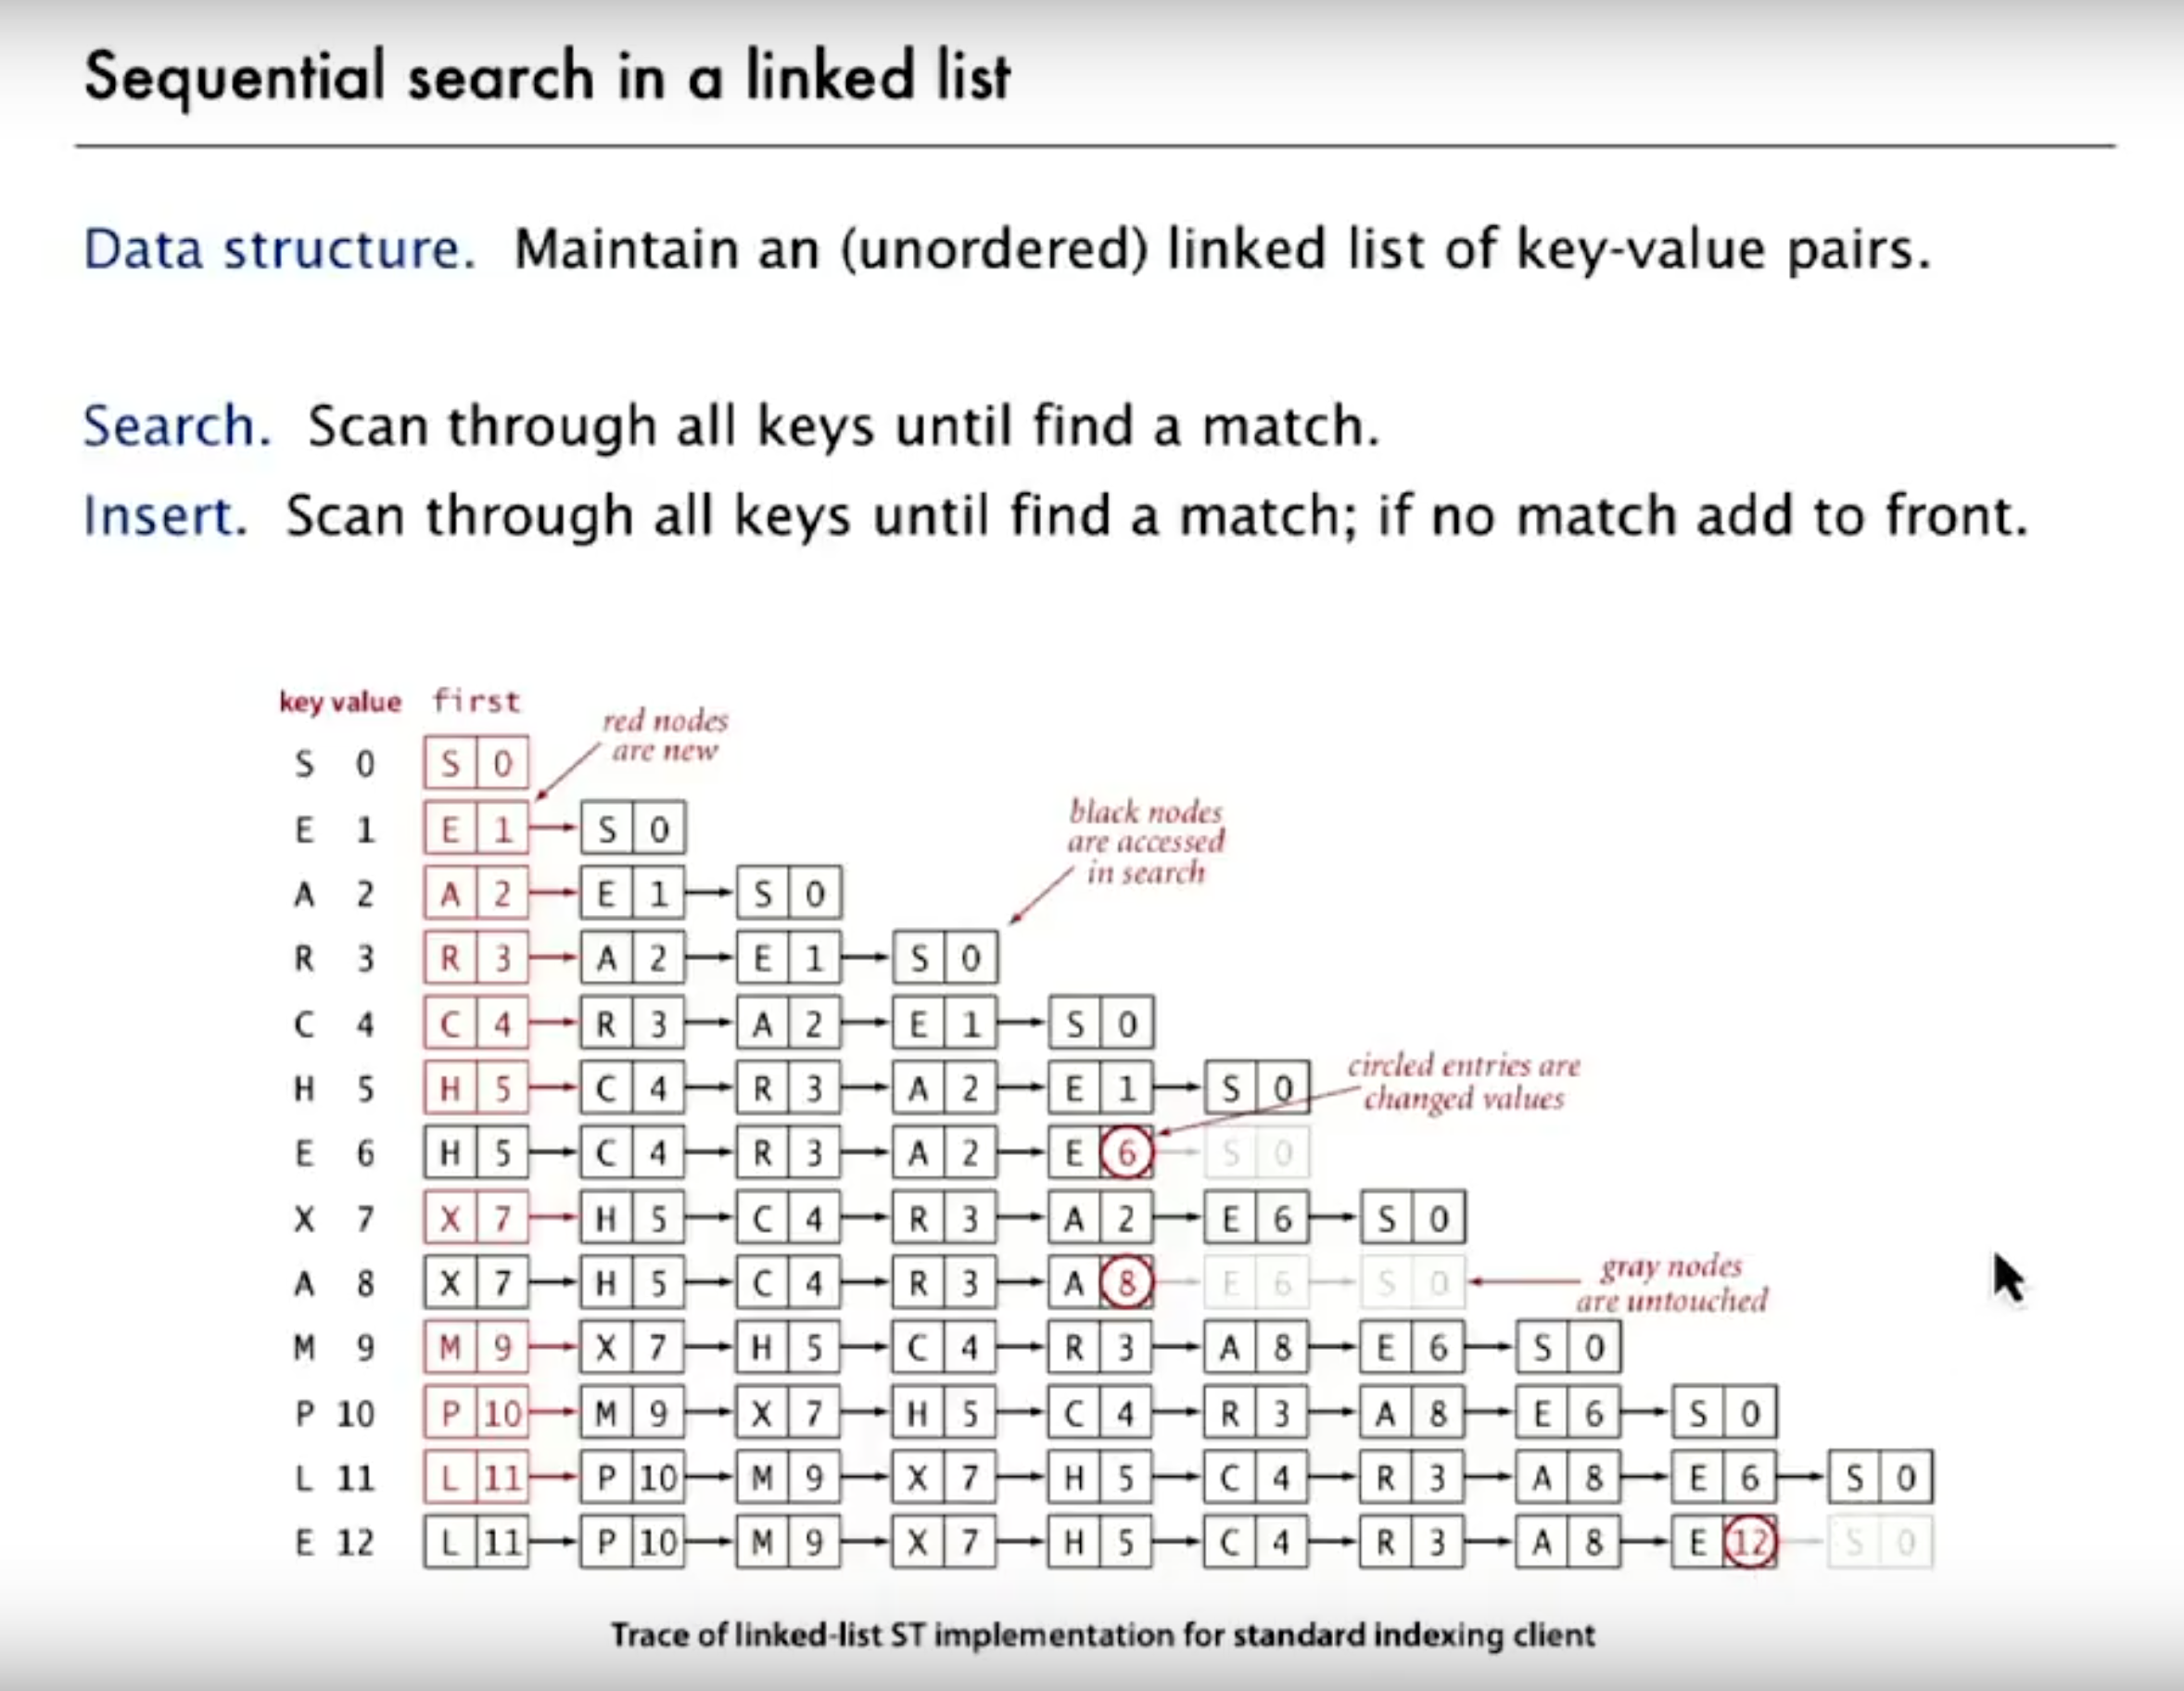 Sequential search in a linked list
Data structure. Maintain an (unordered) linked list of key-value pairs.
Search. Scan through all keys until find a match.
Insert. Scan through all keys until find a match; if no match add to front.
key value first
red nodes
are new
S 0 S 0
E 1 E 1 S 0
black nodes
are accessed
in search
A 2 A 2 E 1 S 0
R 3 R 3 A 2 E 1 S 0
C 4 C 4 R 3 A 2 E 1 S 0
circled entries are
changed values
H 5 H 5 C 4 R 3 A 2 E 1 S 0
E 6 H 5 C 4 R 3 A 2 E 6 S 0
X 7 X 7 H 5 C 4 R 3 A 2 E 6 S 0
gray nodes
are untouched
A 8 X 7 H 5 C 4 R 3 A 8 E 6 S 0
M 9 M 9 X 7 H 5 C 4 R 3 A 8 E 6 S 0
P 10 P 10 M 9 X 7 H 5 C 4 R 3 A 8 E 6 S 0
L 11 L 11 P 10 M 9 X 7 H 5 C 4 R 3 A 8 E 6 S 0
E 12 L 11 P 10 M 9 X 7 H 5 C 4 R 3 A 8 E 12 S 0
Trace of linked-list ST implementation for standard indexing client